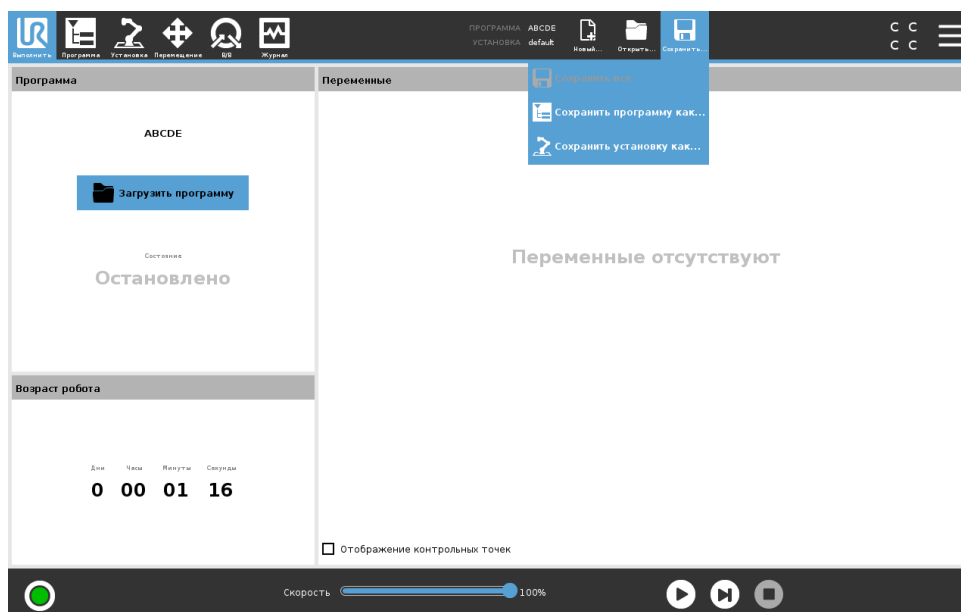 UR
Выполнить
Программа
Установка
Перемещение
В/В
Журнал
ПРОГРАММА ABCDE
УСТАНОВКА default
Новый...
Открыть...
Сохранить...
C C
C C
Сохранить все
Сохранить программу как...
Сохранить установку как...
Программа
ABCDE
Загрузить программу
Состояние
Остановлено
Возраст робота
Дни Часы Минуты Секунды
0 00 01 16
Переменные
Переменные отсутствуют
Отображение контрольных точек
Скорость 100%